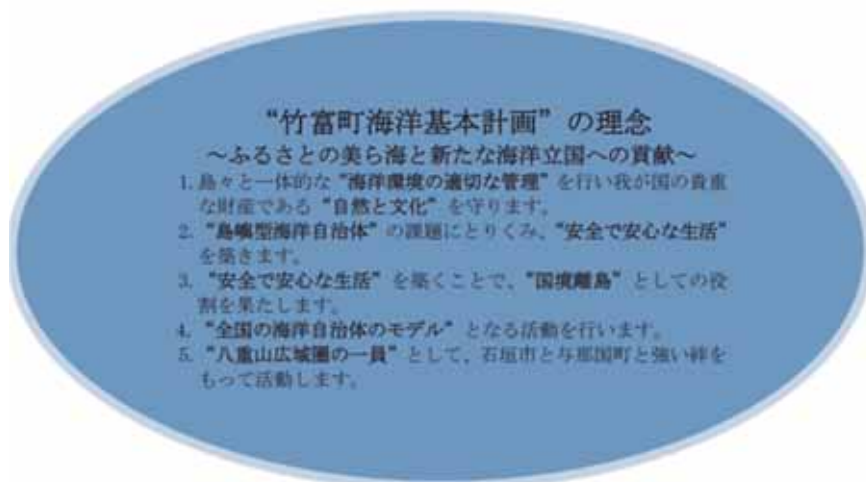 “竹富町海洋基本計画”の理念
～ふるさとの美ら海と新たな海洋立国への貢献～
1. 島々と一体的な“海洋環境の適切な管理”を行い我が国の貴重
な財産である“自然と文化”を守ります。
2. “島嶼型海洋自治体”の課題にとりくみ、“安全で安心な生活”
を築きます。
3. “安全で安心な生活”を築くことで、“国境離島”としての役
割を果たします。
4. “全国の海洋自治体のモデル”となる活動を行います。
5. “八重山広域圏の一員”として、石垣市と与那国町と強い絆を
もって活動します。